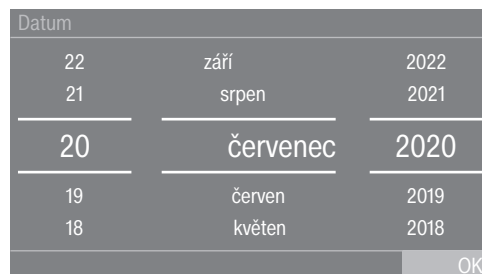 Datum
22 září 2022
21 srpen 2021
20 červenec 2020
19 červen 2019
18 květen 2018
OK